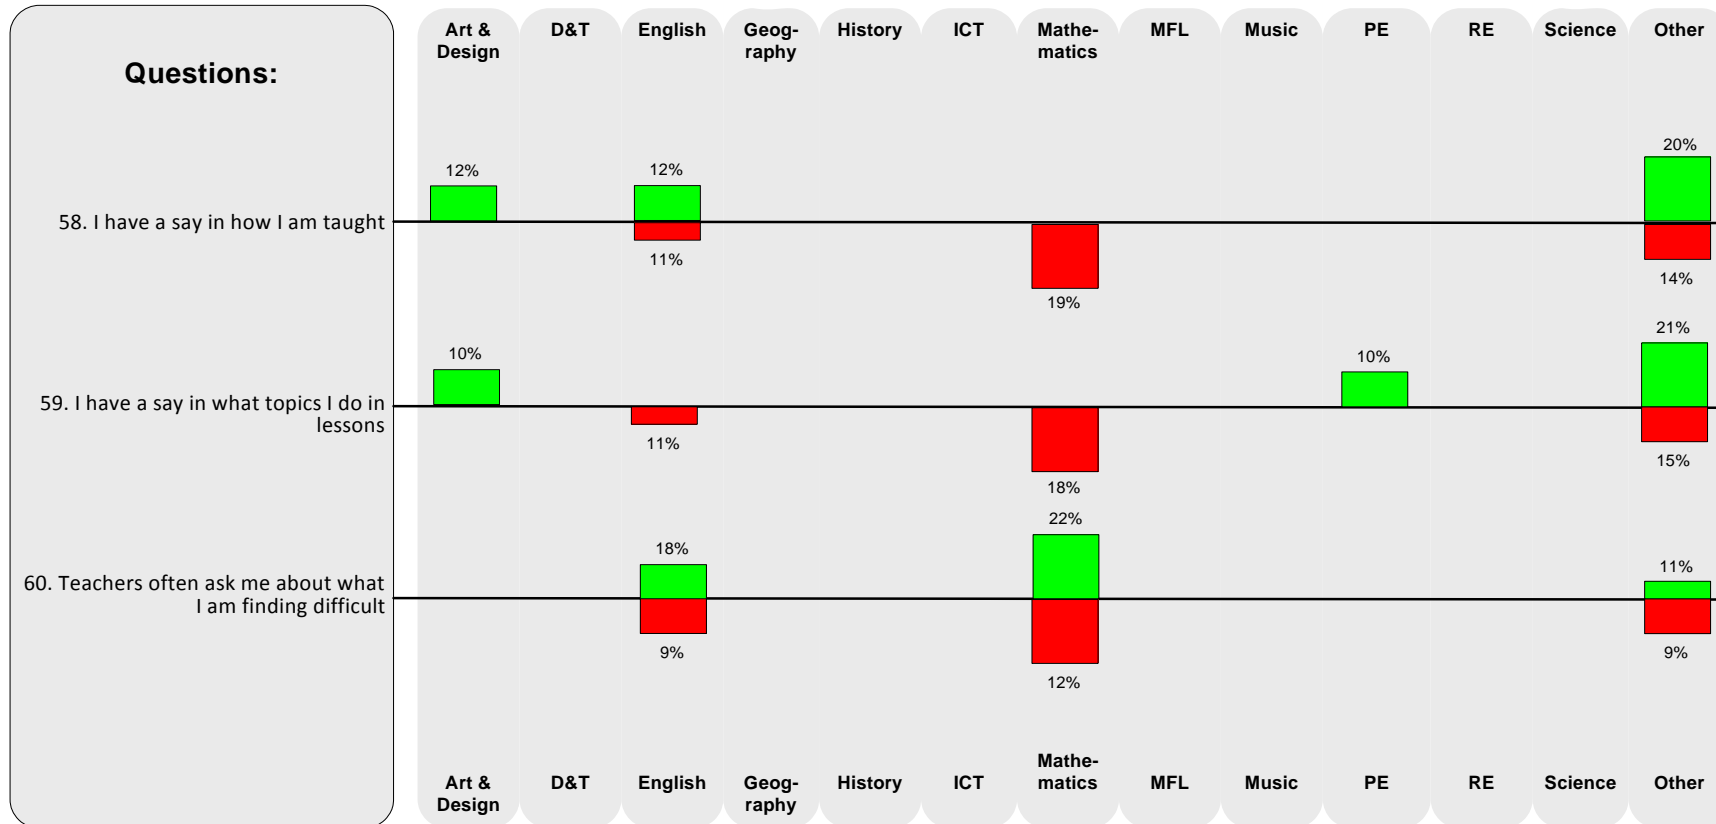 Questions:
Art &
Design
D&T
English
Geog-
raphy
History
ICT
Mathe-
matics
MFL
Music
PE
RE
Science
Other
58. I have a say in how I am taught
12%
12%
11%
19%
20%
14%
59. I have a say in what topics I do in
lessons
10%
11%
18%
10%
21%
15%
60. Teachers often ask me about what
I am finding difficult
18%
9%
22%
12%
11%
9%
Art &
Design
D&T
English
Geog-
raphy
History
ICT
Mathe-
matics
MFL
Music
PE
RE
Science
Other